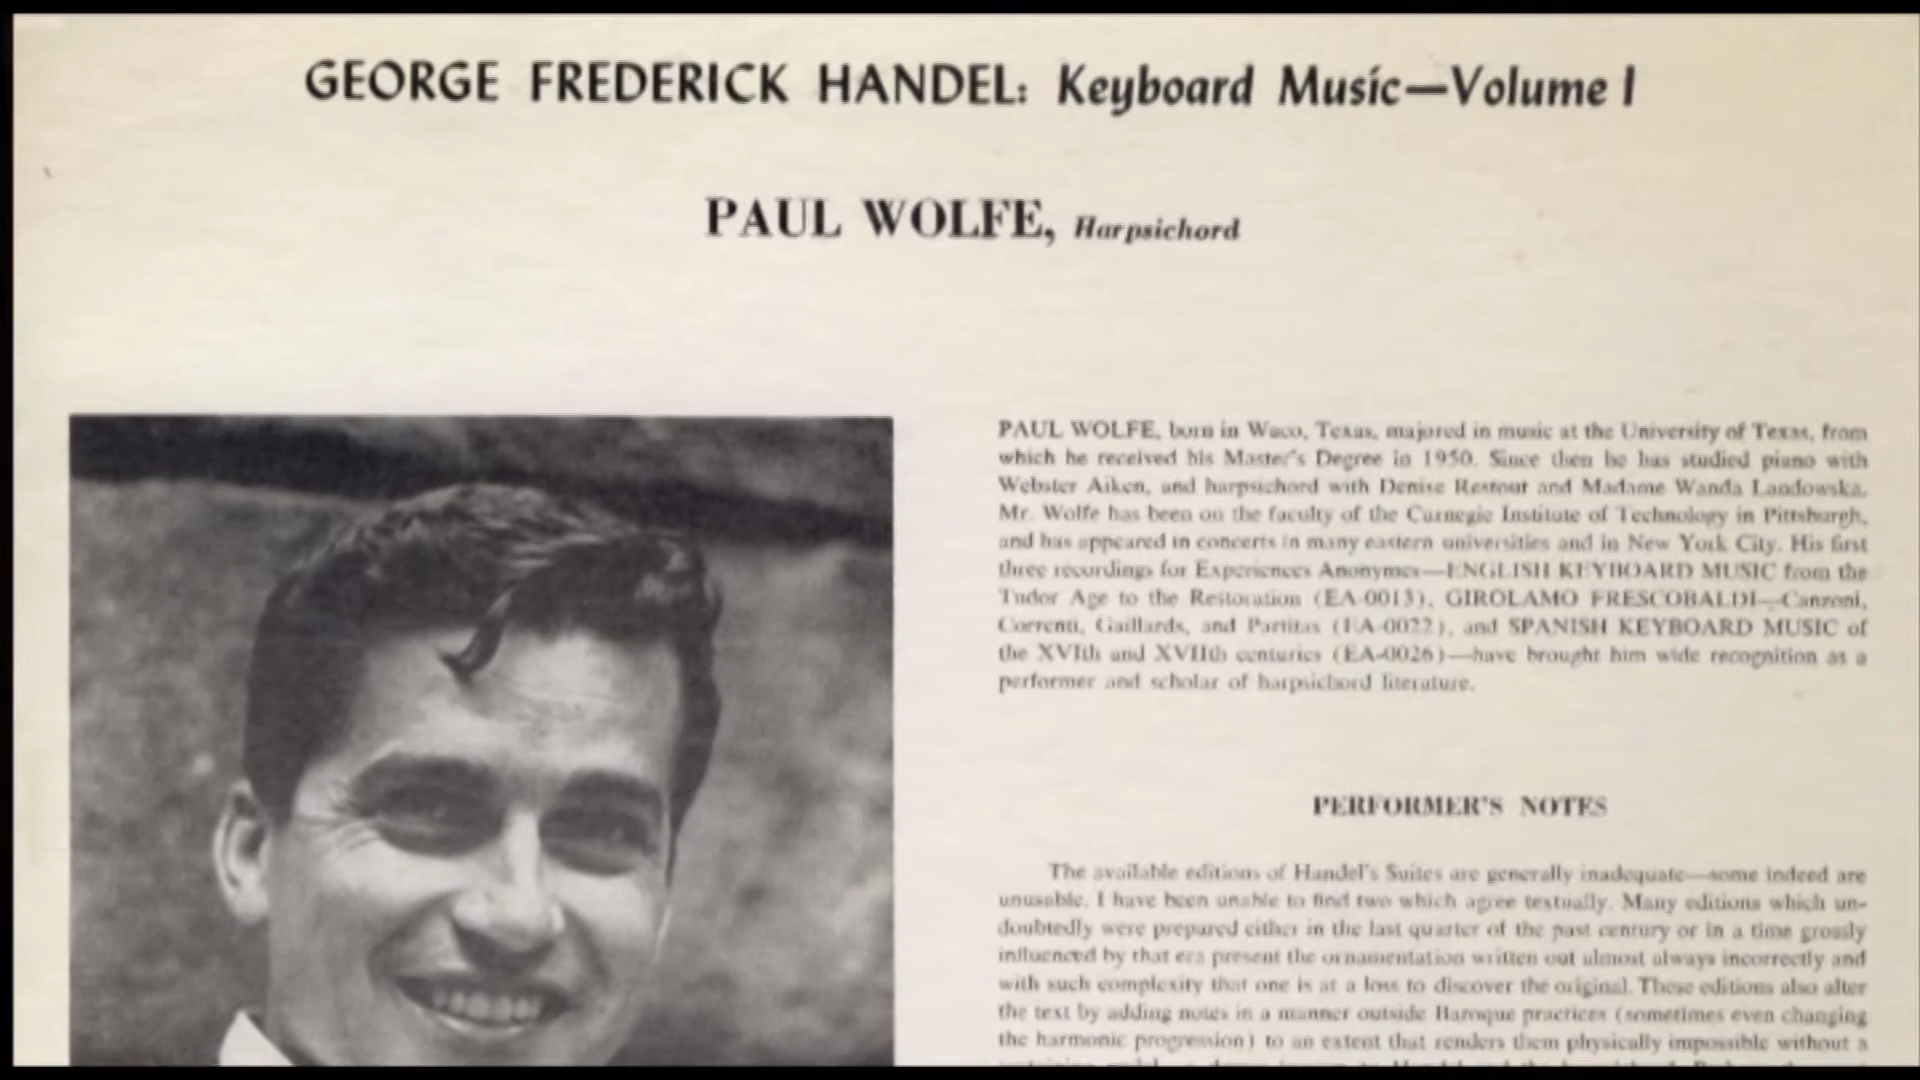 GEORGE FREDERICK HANDEL: Keyboard Music—Volume I
PAUL WOLFE, Harpsichord
PAUL WOLFE, born in Waco, Texas, majored in music at the University of Texas, from
which he received his Master's Degree in 1950. Since then he has studied piano with
Webster Aiken, and harpsichord with Denise Restout and Madame Wanda Landowska.
Mr. Wolfe has been on the faculty of the Carnegie Institute of Technology in Pittsburgh,
and has appeared in concerts in many eastern universities and in New York City. His first
three recordings for Experiences Anonymes—ENGLISH KEYBOARD MUSIC from the
Tudor Age to the Restoration (EA-0013), GIROLAMO FRESCOBALDI—Canzoni,
Correnti, Gaillards, and Partitas (EA-0022), and SPANISH KEYBOARD MUSIC of
the XVIth and XVIIth centuries (EA-0026)—have brought him wide recognition as a
performer and scholar of harpsichord literature.
PERFORMER'S NOTES
The available editions of Handel's Suites are generally inadequate—some indeed are
unusable. I have been unable to find two which agree textually. Many editions which un-
doubtedly were prepared either in the last quarter of the past century or in a time grossly
influenced by that era present the ornamentation written out almost always incorrectly and
with such complexity that one is at a loss to discover the original. These editions also alter
the text by adding notes in a manner outside Baroque practices (sometimes even changing
the harmonic progression) to an extent that renders them physically impossible without a